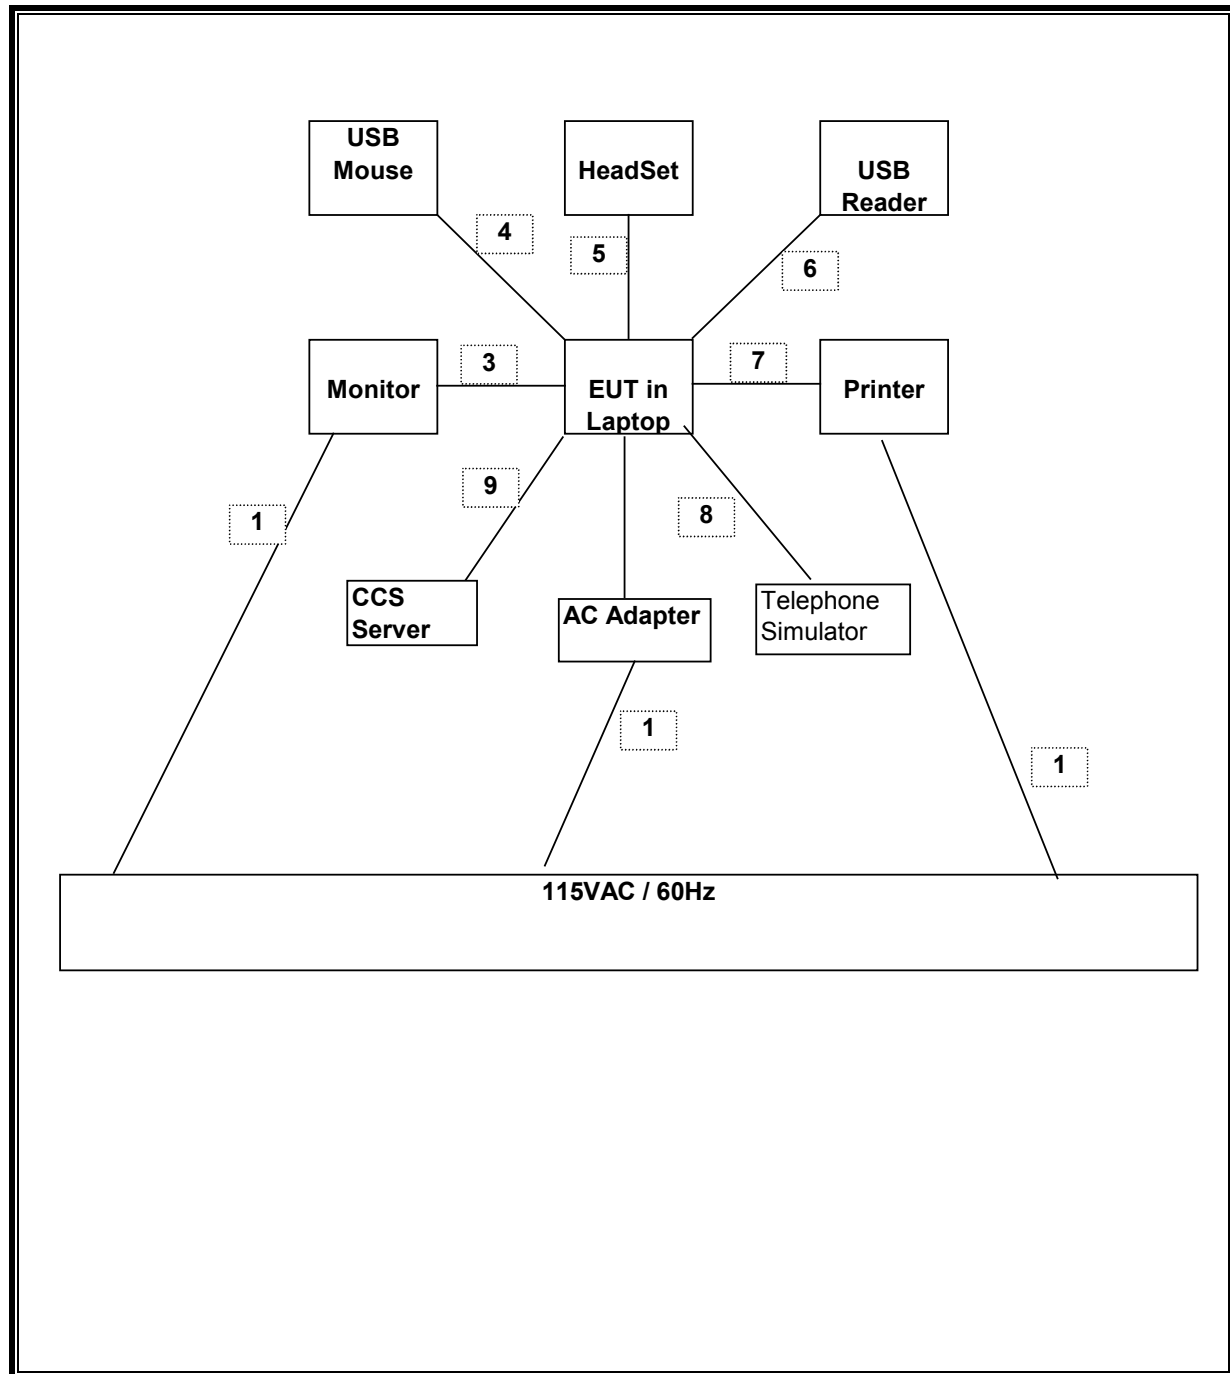 USB
Mouse
HeadSet
USB
Reader
4
5
6
Monitor
3
EUT in
Laptop
7
Printer
1
9
8
CCS
Server
AC Adapter
Telephone
Simulator
1
1
115VAC / 60Hz